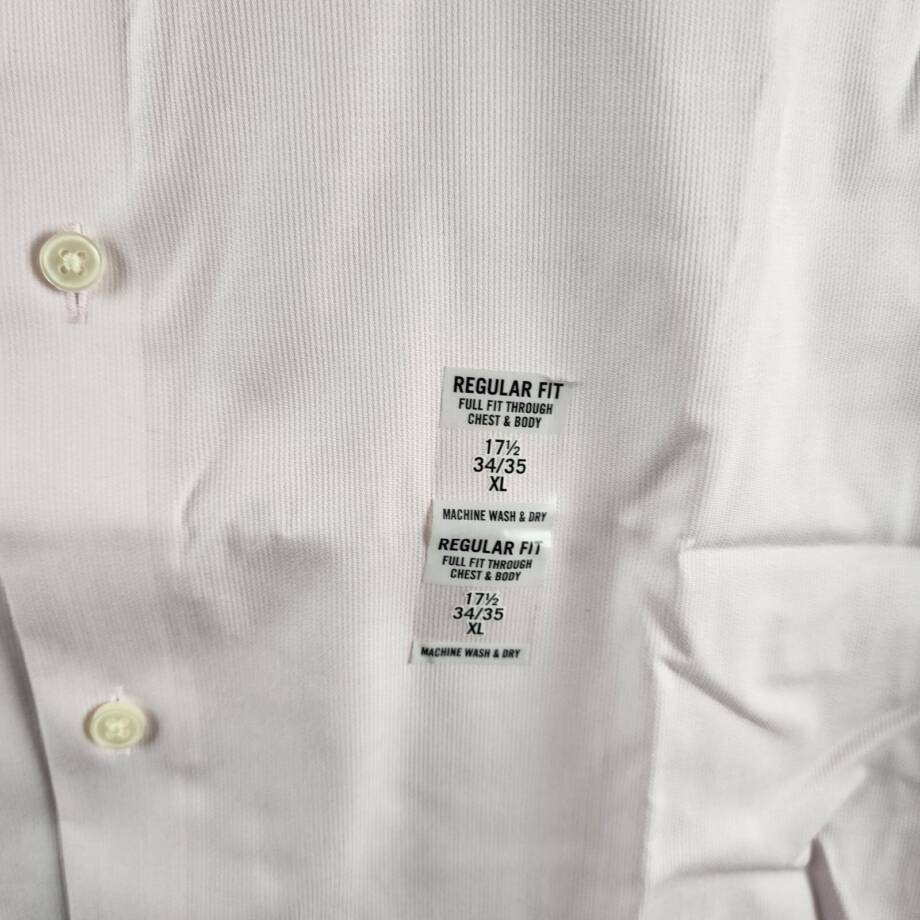 REGULAR FIT
FULL FIT THROUGH
CHEST & BODY
17½
34/35
XL
MACHINE WASH & DRY
REGULAR FIT
FULL FIT THROUGH
CHEST & BODY
17½
34/35
XL
MACHINE WASH & DRY